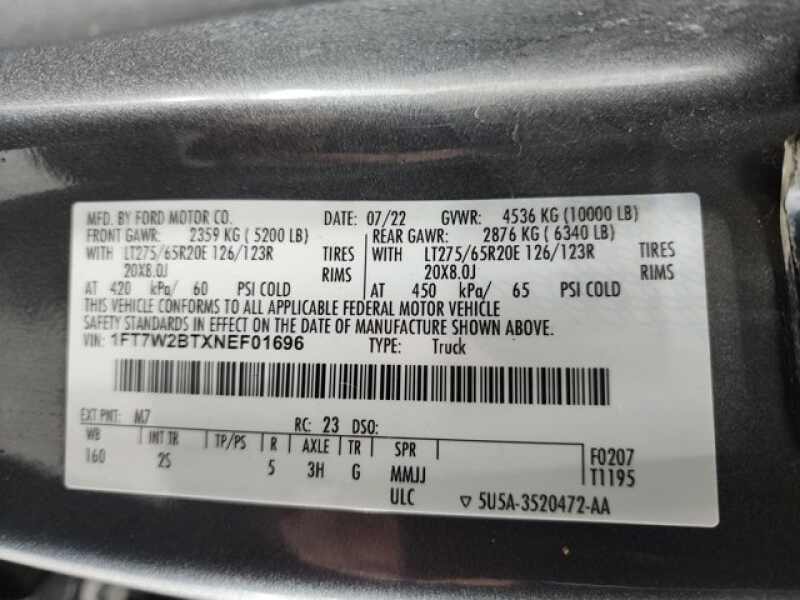 MFD. BY FORD MOTOR CO. DATE: 07/22 GVWR: 4536 KG (10000 LB)
FRONT GAWR: 2359 KG ( 5200 LB) REAR GAWR: 2876 KG ( 6340 LB)
WITH LT275/65R20E 126/123R TIRES WITH LT275/65R20E 126/123R TIRES
20X8.0J RIMS 20X8.0J RIMS
AT 420 kPa/ 60 PSI COLD AT 450 kPa/ 65 PSI COLD
THIS VEHICLE CONFORMS TO ALL APPLICABLE FEDERAL MOTOR VEHICLE
SAFETY STANDARDS IN EFFECT ON THE DATE OF MANUFACTURE SHOWN ABOVE.
VIN: 1FT7W2BTXNEF01696 TYPE: Truck
EXT PNT: M7 RC: 23 DSO:
WB INT TR TP/PS R AXLE TR SPR F0207
160 2S 5 3H G MMJJ T1195
ULC ▽ 5U5A-3520472-AA